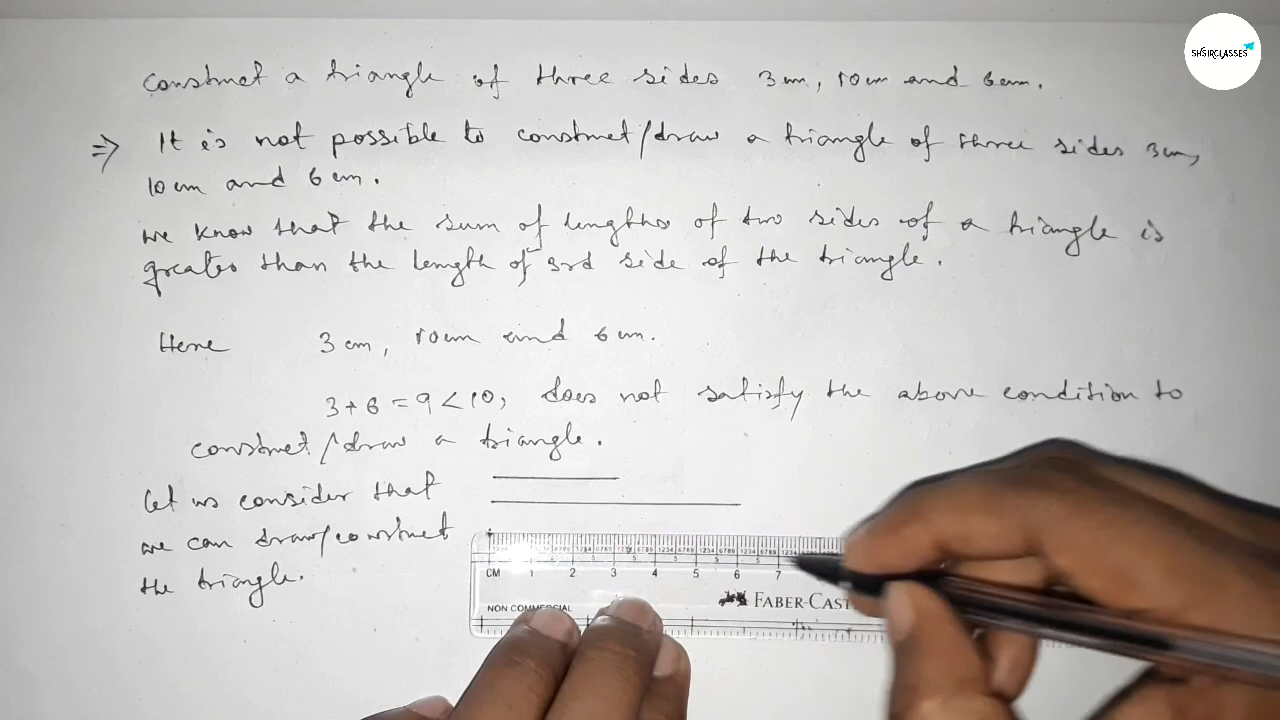 SHSIRCLASSES
construct a triangle of three sides 3cm, 10cm and 6cm.
⇒ It is not possible to construct/draw a triangle of three sides 3cm,
10cm and 6cm.
we know that the sum of lengths of two sides of a triangle is
greater than the length of 3rd side of the triangle.
Here 3cm, 10cm and 6cm.
3+6=9<10, does not satisfy the above condition to
construct/draw a triangle.
Let us consider that
we can draw/construct
the triangle.
CM 1 2 3 4 5 6 7
NON COMMERCIAL FABER-CAST